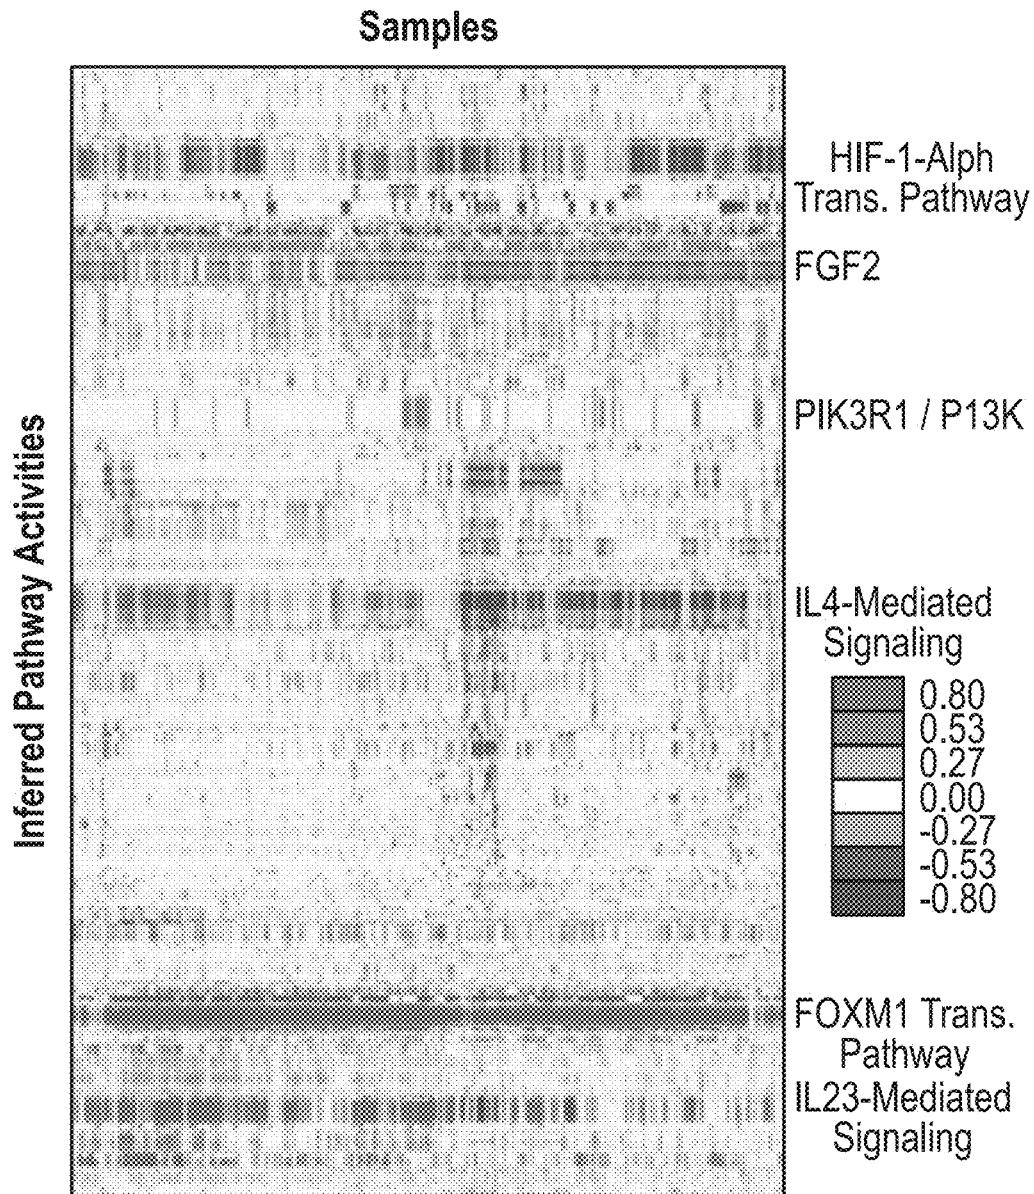 Samples
Inferred Pathway Activities
HIF-1-Alph
Trans. Pathway
FGF2
PIK3R1 / P13K
IL4-Mediated
Signaling
0.80
0.53
0.27
0.00
-0.27
-0.53
-0.80
FOXM1 Trans.
Pathway
IL23-Mediated
Signaling